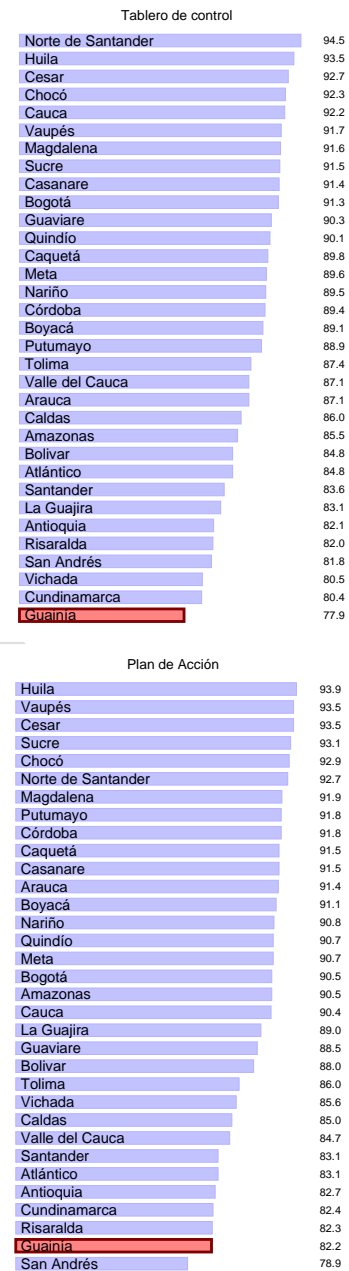 Tablero de control
Norte de Santander 94.5
Huila 93.5
Cesar 92.7
Chocó 92.3
Cauca 92.2
Vaupés 91.7
Magdalena 91.6
Sucre 91.5
Casanare 91.4
Bogotá 91.3
Guaviare 90.3
Quindío 90.1
Caquetá 89.8
Meta 89.6
Nariño 89.5
Córdoba 89.4
Boyacá 89.1
Putumayo 88.9
Tolima 87.4
Valle del Cauca 87.1
Arauca 87.1
Caldas 86.0
Amazonas 85.5
Bolivar 84.8
Atlántico 84.8
Santander 83.6
La Guajira 83.1
Antioquia 82.1
Risaralda 82.0
San Andrés 81.8
Vichada 80.5
Cundinamarca 80.4
Guainía 77.9
Plan de Acción
Huila 93.9
Vaupés 93.5
Cesar 93.5
Sucre 93.1
Chocó 92.9
Norte de Santander 92.7
Magdalena 91.9
Putumayo 91.8
Córdoba 91.8
Caquetá 91.5
Casanare 91.5
Arauca 91.4
Boyacá 91.1
Nariño 90.8
Quindío 90.7
Meta 90.7
Bogotá 90.5
Amazonas 90.5
Cauca 90.4
La Guajira 89.0
Guaviare 88.5
Bolivar 88.0
Tolima 86.0
Vichada 85.6
Caldas 85.0
Valle del Cauca 84.7
Santander 83.1
Atlántico 83.1
Antioquia 82.7
Cundinamarca 82.4
Risaralda 82.3
Guainía 82.2
San Andrés 78.9